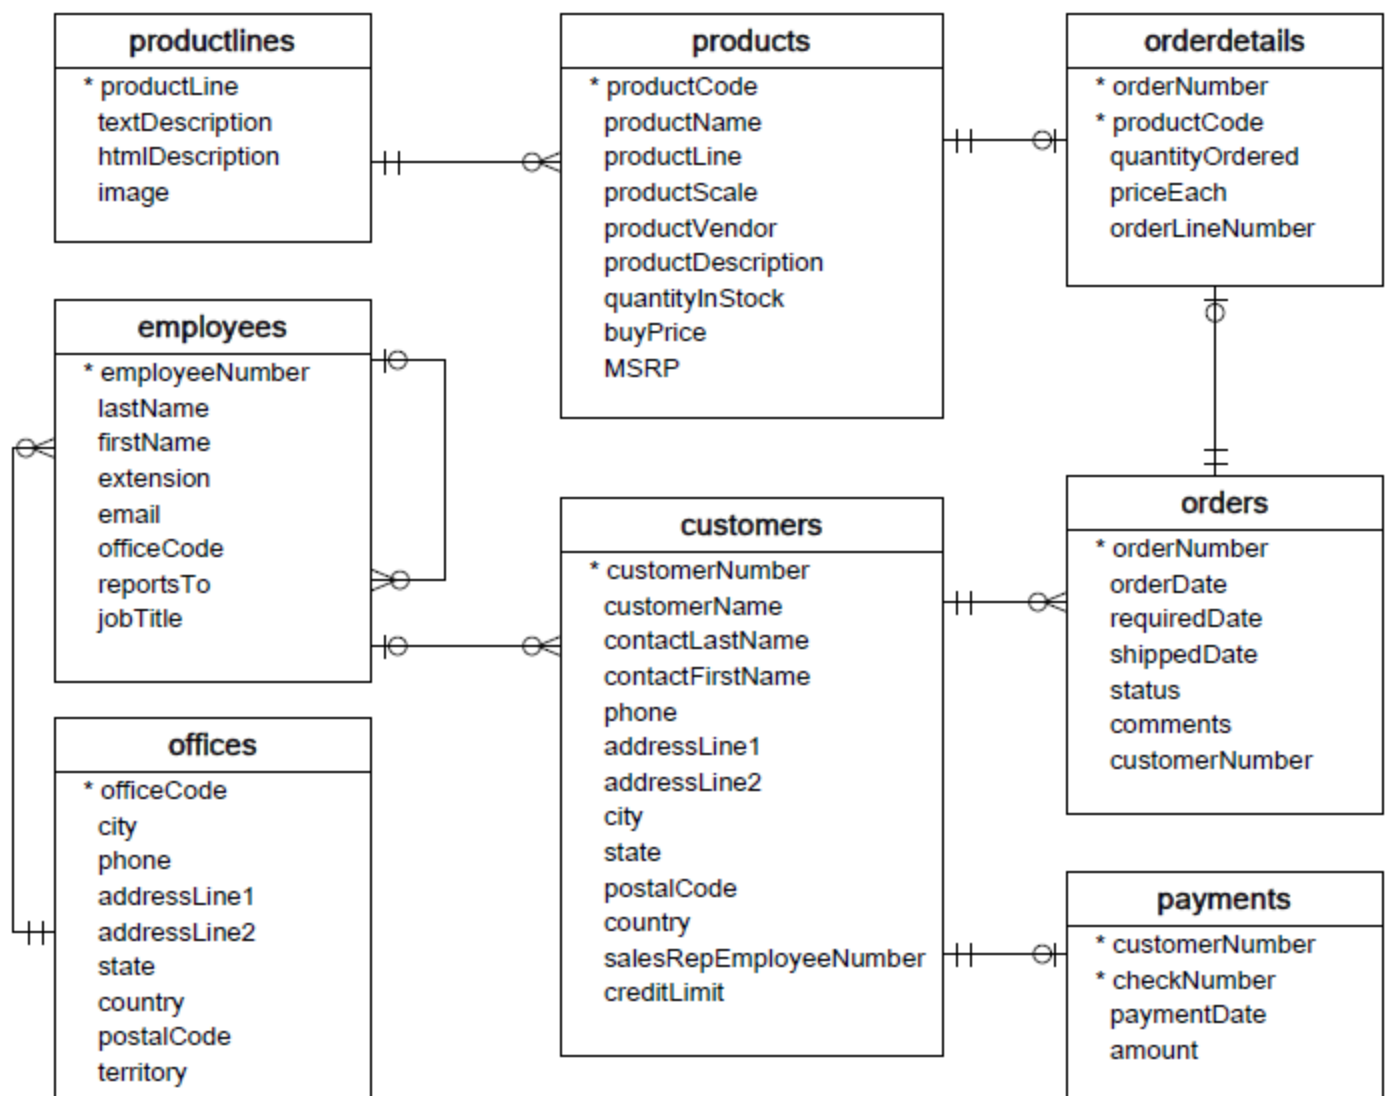 productlines
* productLine
textDescription
htmlDescription
image
products
* productCode
productName
productLine
productScale
productVendor
productDescription
quantityInStock
buyPrice
MSRP
orderdetails
* orderNumber
* productCode
quantityOrdered
priceEach
orderLineNumber
employees
* employeeNumber
lastName
firstName
extension
email
officeCode
reportsTo
jobTitle
customers
* customerNumber
customerName
contactLastName
contactFirstName
phone
addressLine1
addressLine2
city
state
postalCode
country
salesRepEmployeeNumber
creditLimit
orders
* orderNumber
orderDate
requiredDate
shippedDate
status
comments
customerNumber
offices
* officeCode
city
phone
addressLine1
addressLine2
state
country
postalCode
territory
payments
* customerNumber
* checkNumber
paymentDate
amount